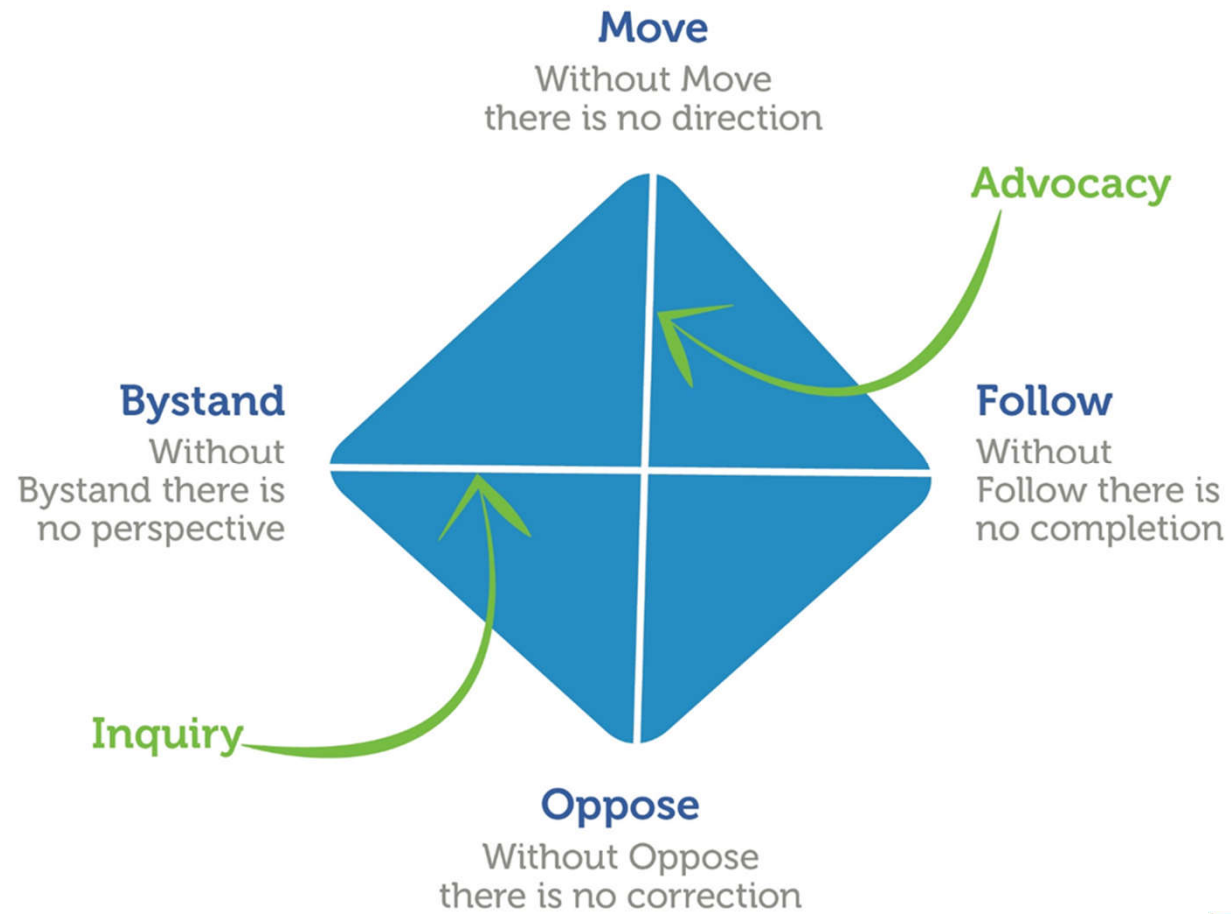 Move
Without Move
there is no direction
Advocacy
Bystand
Without
Bystand there is
no perspective
Follow
Without
Follow there is
no completion
Inquiry
Oppose
Without Oppose
there is no correction